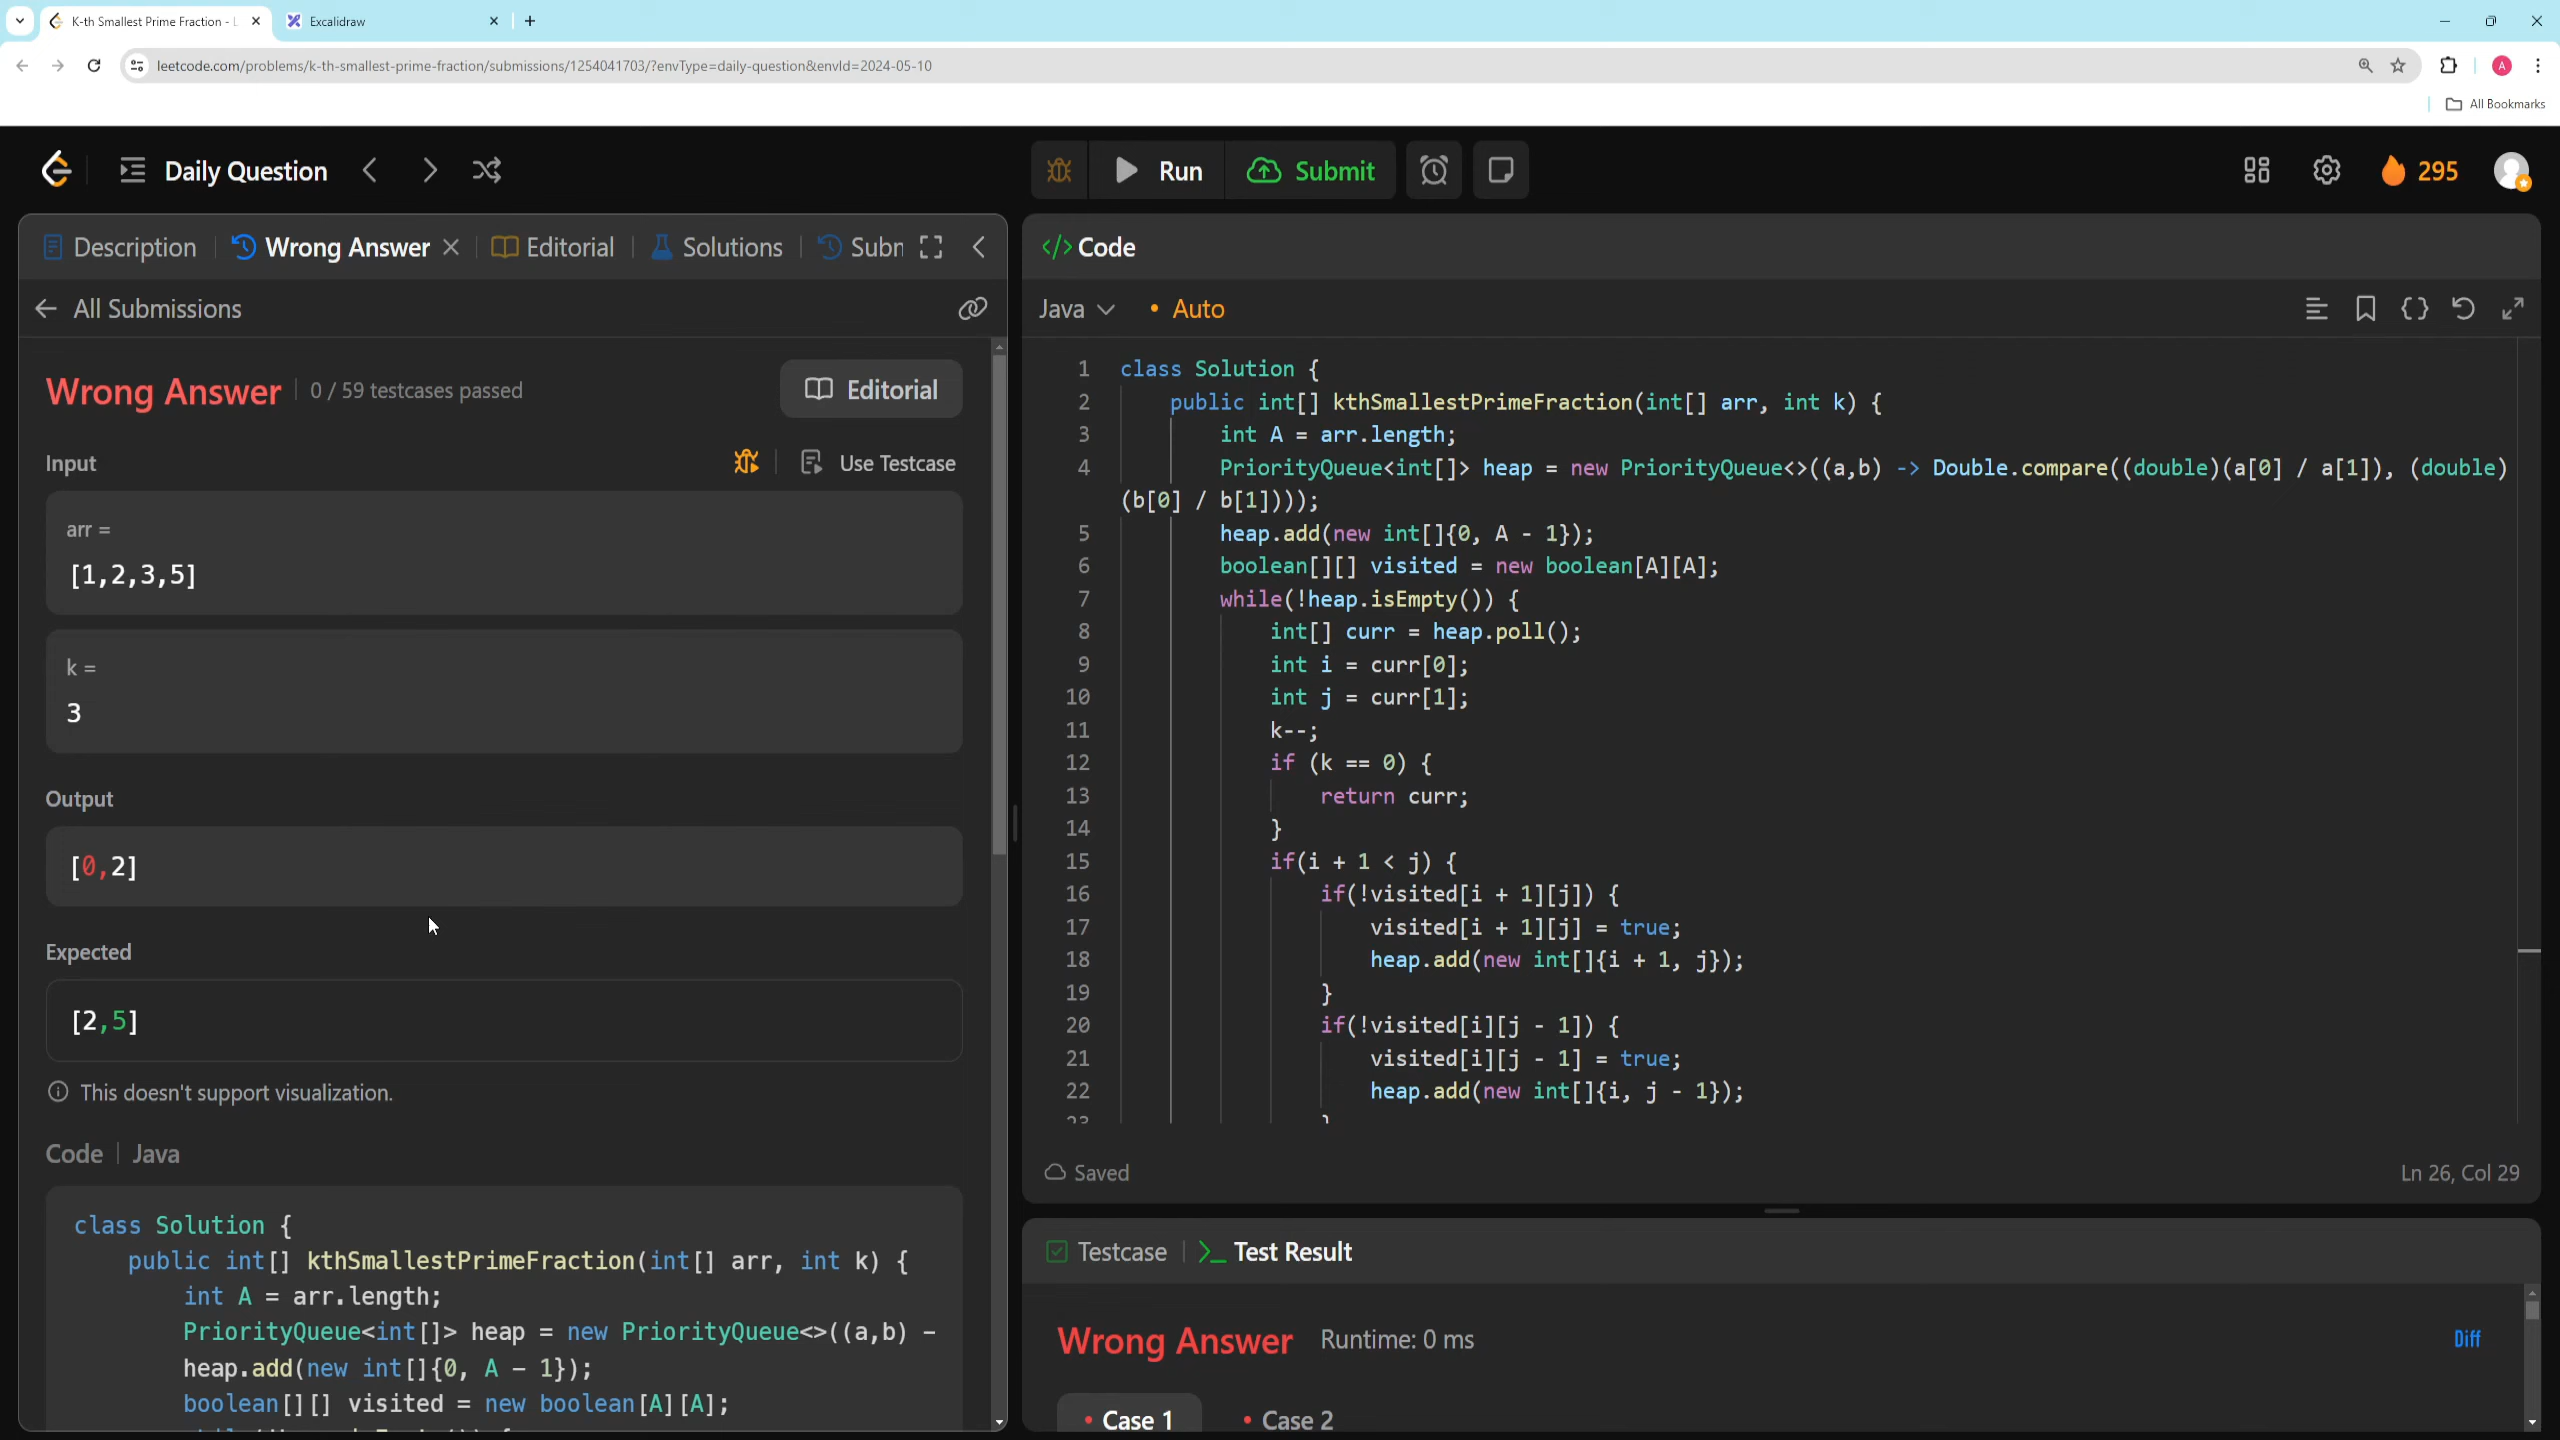 K-th Smallest Prime Fraction - L
Excalidraw
leetcode.com/problems/k-th-smallest-prime-fraction/submissions/1254041703/?envType=daily-question&envId=2024-05-10
A
All Bookmarks
Daily Question
Run
Submit
295
Description
Wrong Answer
Editorial
Solutions
Subm
</> Code
All Submissions
Java
Auto
Wrong Answer
0 / 59 testcases passed
Editorial
Input
Use Testcase
arr =
[1,2,3,5]
k =
3
Output
[0,2]
Expected
[2,5]
This doesn't support visualization.
Code | Java
class Solution {
public int[] kthSmallestPrimeFraction(int[] arr, int k) {
int A = arr.length;
PriorityQueue<int[]> heap = new PriorityQueue<>((a,b) -
heap.add(new int[]{0, A - 1});
boolean[][] visited = new boolean[A][A];
1 class Solution {
2 public int[] kthSmallestPrimeFraction(int[] arr, int k) {
3 int A = arr.length;
4 PriorityQueue<int[]> heap = new PriorityQueue<>((a,b) -> Double.compare((double)(a[0] / a[1]), (double)
(b[0] / b[1])));
5 heap.add(new int[]{0, A - 1});
6 boolean[][] visited = new boolean[A][A];
7 while(!heap.isEmpty()) {
8 int[] curr = heap.poll();
9 int i = curr[0];
10 int j = curr[1];
11 k--;
12 if (k == 0) {
13 return curr;
14 }
15 if(i + 1 < j) {
16 if(!visited[i + 1][j]) {
17 visited[i + 1][j] = true;
18 heap.add(new int[]{i + 1, j});
19 }
20 if(!visited[i][j - 1]) {
21 visited[i][j - 1] = true;
22 heap.add(new int[]{i, j - 1});
23 }
Saved
Ln 26, Col 29
Testcase
>_ Test Result
Wrong Answer
Runtime: 0 ms
Diff
Case 1
Case 2